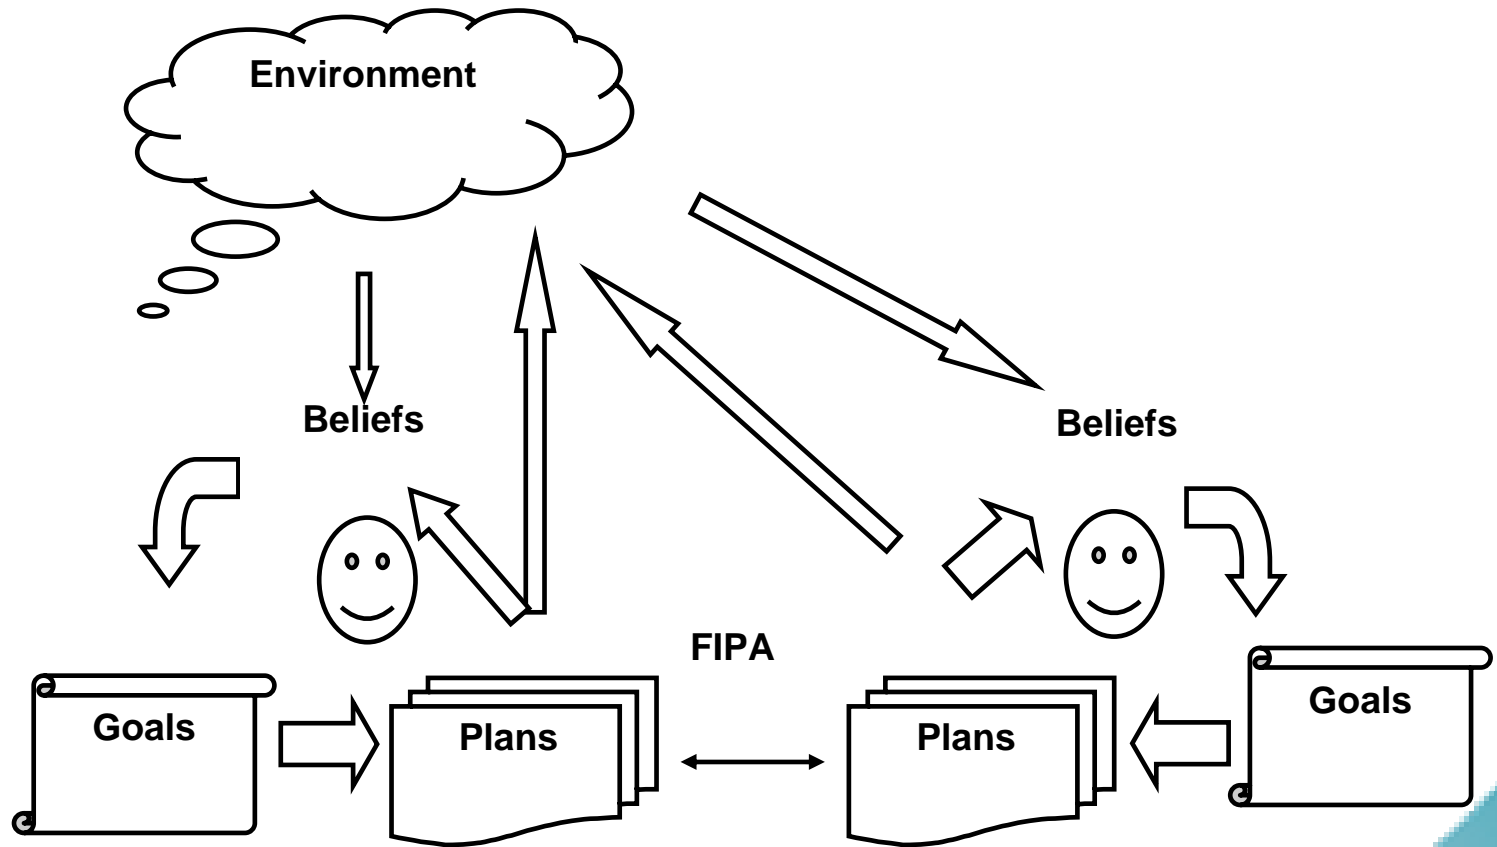 Environment
Beliefs
Beliefs
FIPA
Goals
Plans
Plans
Goals